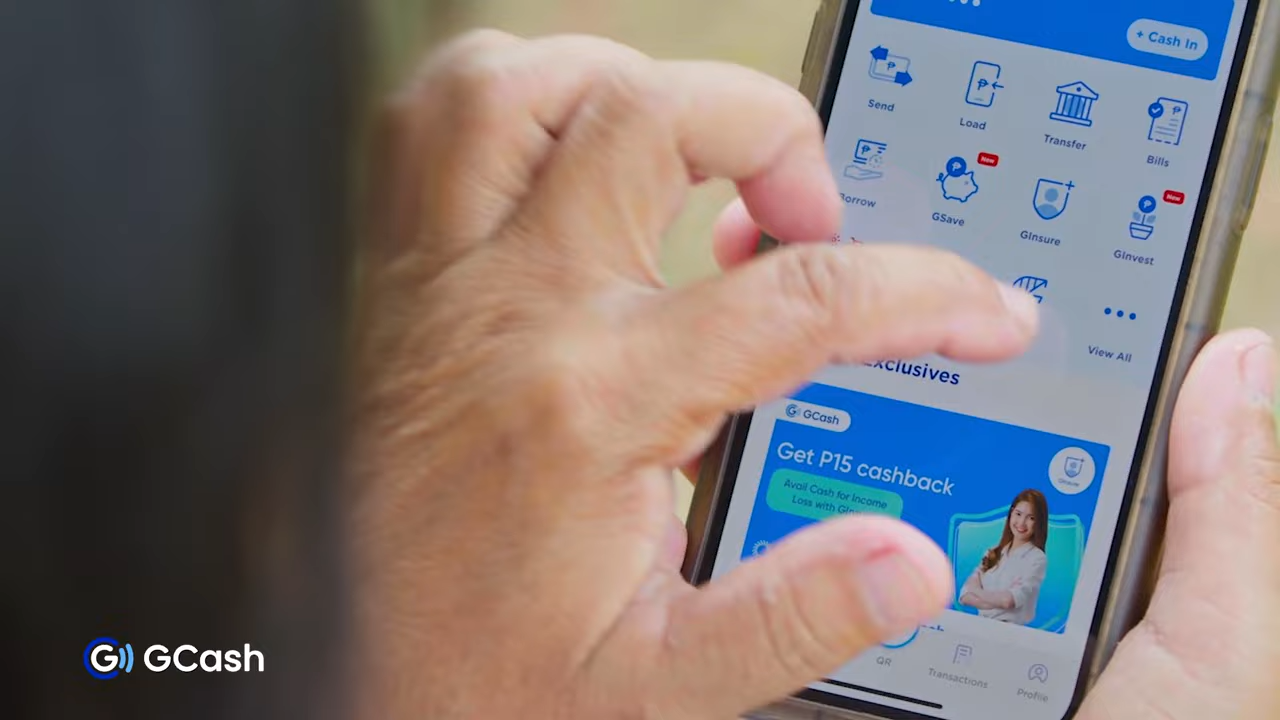 + Cash In
Send
Load
Transfer
Bills
Borrow
GSave
New
GInsure
GInvest
New
View All
Exclusives
GCash
Get P15 cashback
GInsure
Avail Cash for Income
Loss with
QR
Transactions
Profile
GCash